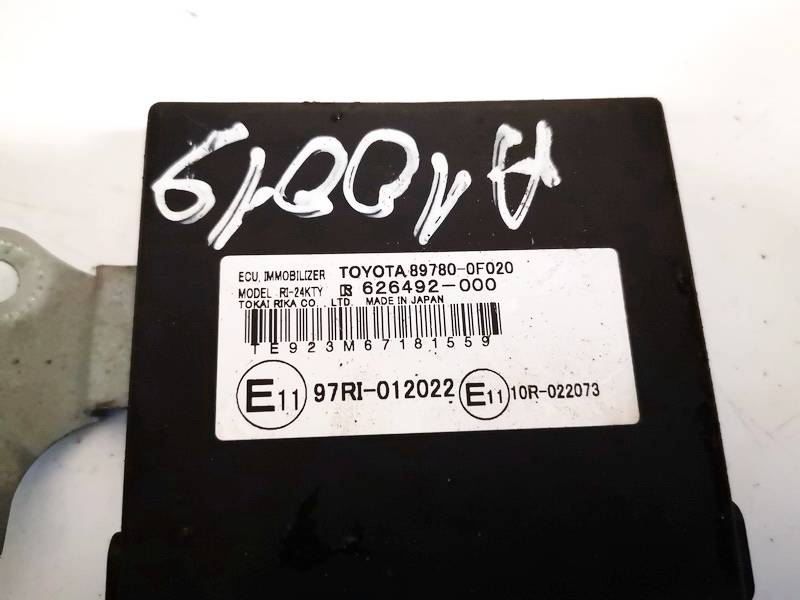 ECU, IMMOBILIZER TOYOTA 89780-0F020
MODEL RI-24KTY 626492-000
TOKAI RIKA CO., LTD. MADE IN JAPAN
TE923M67181559
E11 97RI-012022 E11 10R-022073